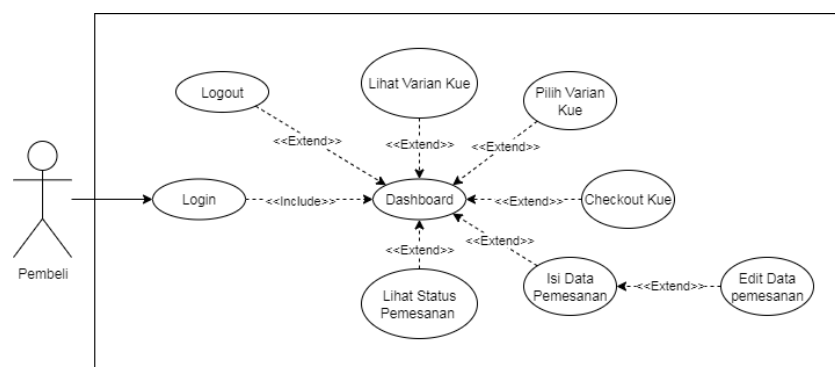 Lihat Varian Kue
Logout
Pilih Varian
Kue
<<Extend>>
<<Extend>>
<<Extend>>
Login
<<Include>>
Dashboard
<<Extend>>
Checkout Kue
<<Extend>>
<<Extend>>
Pembeli
Lihat Status
Pemesanan
Isi Data
Pemesanan
<<Extend>>
Edit Data
pemesanan